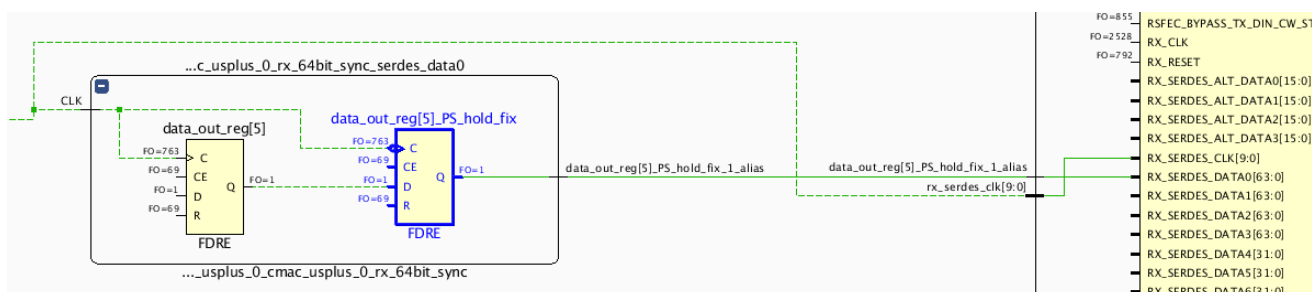 FO=855
RSFEC_BYPASS_TX_DIN_CW_ST
FO=2528
RX_CLK
FO=792
RX_RESET
RX_SERDES_ALT_DATA0[15:0]
RX_SERDES_ALT_DATA1[15:0]
RX_SERDES_ALT_DATA2[15:0]
RX_SERDES_ALT_DATA3[15:0]
RX_SERDES_CLK[9:0]
RX_SERDES_DATA0[63:0]
RX_SERDES_DATA1[63:0]
RX_SERDES_DATA2[63:0]
RX_SERDES_DATA3[63:0]
RX_SERDES_DATA4[31:0]
RX_SERDES_DATA5[31:0]
RX_SERDES_DATA6[31:0]
...c_usplus_0_rx_64bit_sync_serdes_data0
CLK
data_out_reg[5]
FO=763
C
FO=69
CE
FO=1
D
FO=69
R
Q
FO=1
FDRE
data_out_reg[5]_PS_hold_fix
FO=763
C
FO=69
CE
FO=1
D
FO=69
R
Q
FO=1
FDRE
..._usplus_0_cmac_usplus_0_rx_64bit_sync
data_out_reg[5]_PS_hold_fix_1_alias
data_out_reg[5]_PS_hold_fix_1_alias
rx_serdes_clk[9:0]